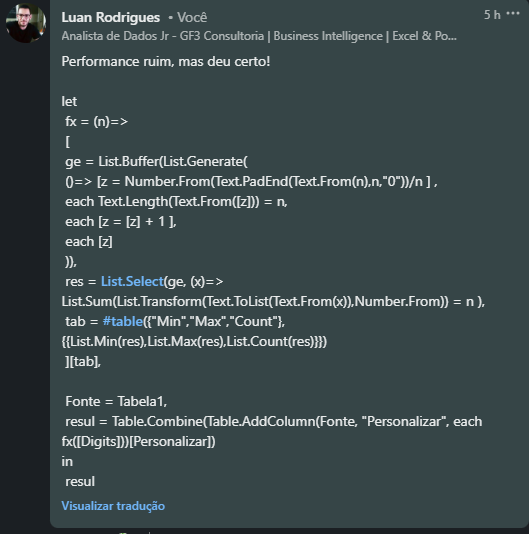 Luan Rodrigues • Você
5 h
Analista de Dados Jr - GF3 Consultoria | Business Intelligence | Excel & Po...
Performance ruim, mas deu certo!
let
fx = (n)=>
[
ge = List.Buffer(List.Generate(
()=> [z = Number.From(Text.PadEnd(Text.From(n),n,"0"))/n ] ,
each Text.Length(Text.From([z])) = n,
each [z = [z] + 1 ],
each [z]
)),
res = List.Select(ge, (x)=>
List.Sum(List.Transform(Text.ToList(Text.From(x)),Number.From)) = n ),
tab = #table({"Min","Max","Count"},
{{List.Min(res),List.Max(res),List.Count(res)}})
][tab],
Fonte = Tabela1,
resul = Table.Combine(Table.AddColumn(Fonte, "Personalizar", each
fx([Digits]))[Personalizar])
in
resul
Visualizar tradução